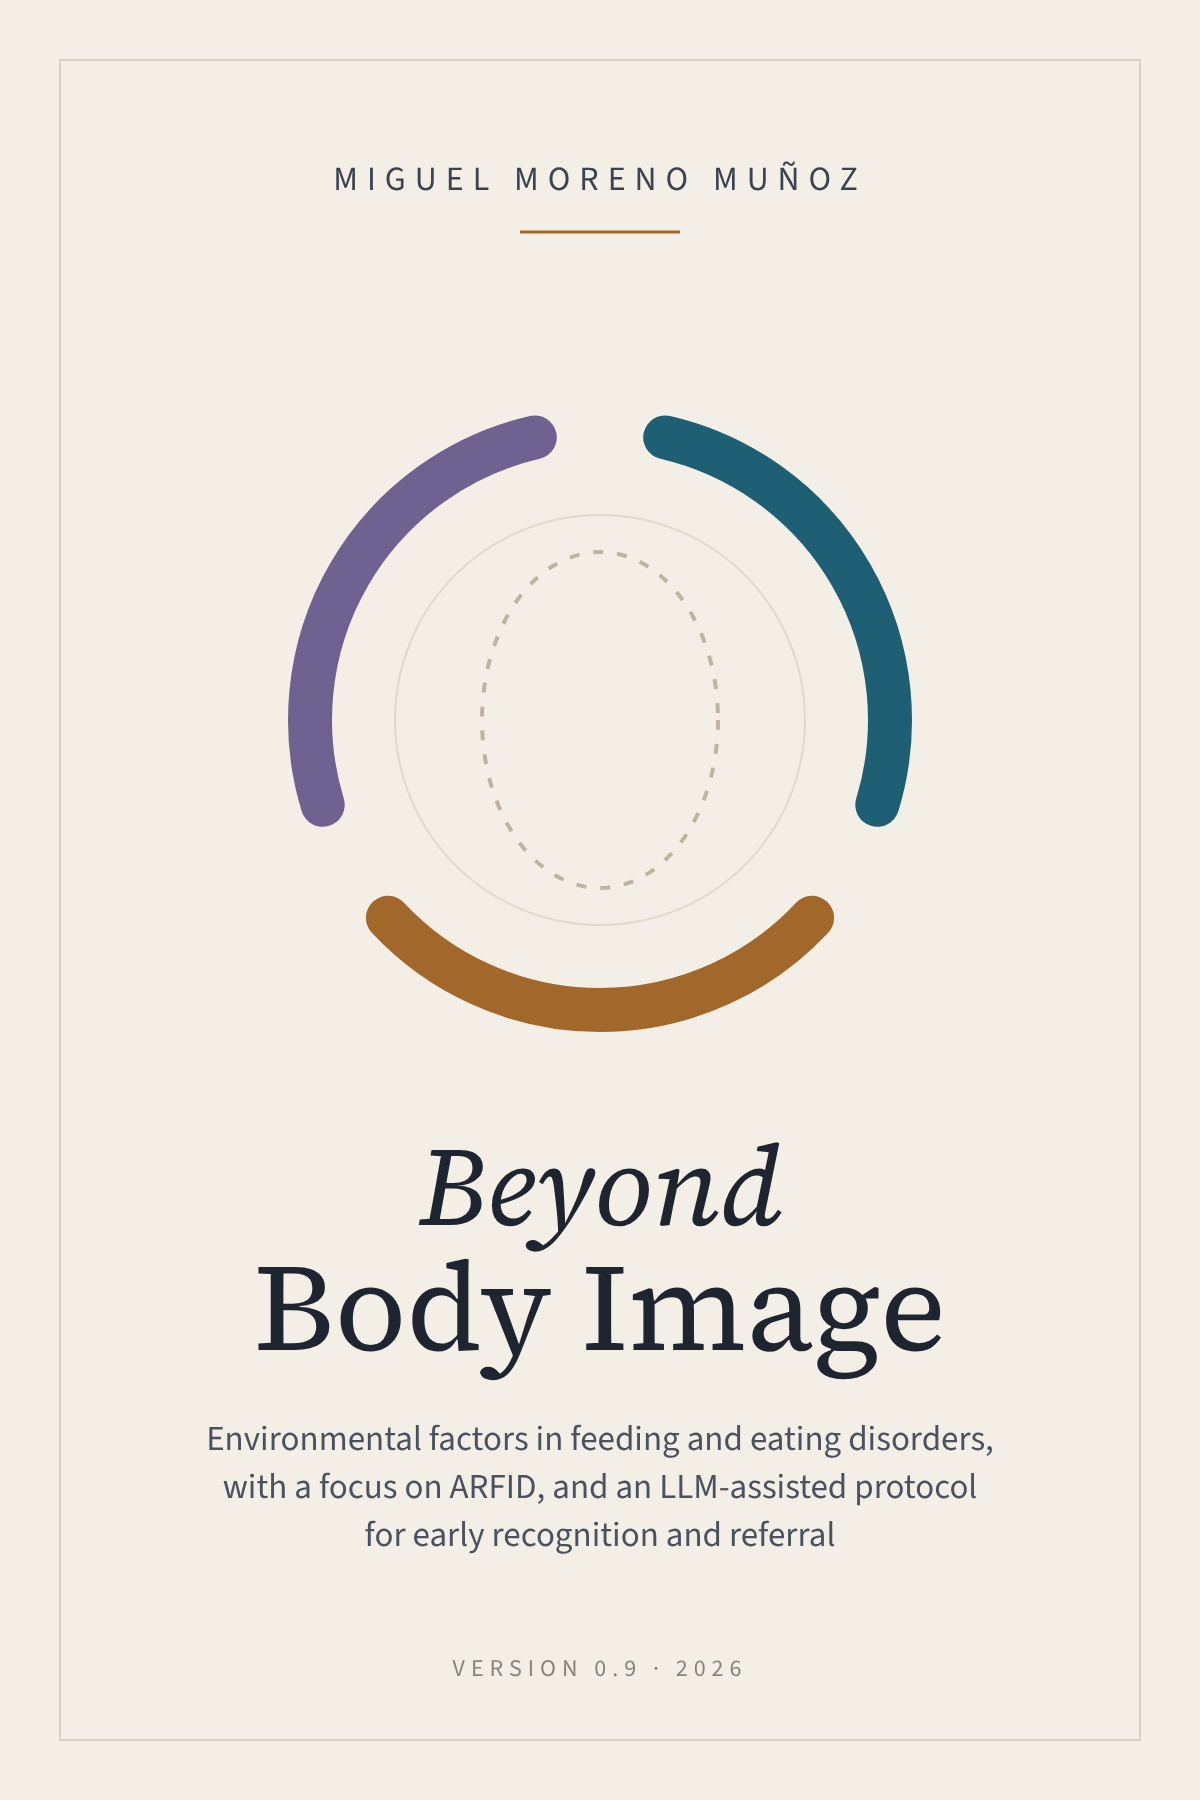 MIGUEL MORENO MUÑOZ
Beyond
Body Image
Environmental factors in feeding and eating disorders,
with a focus on ARFID, and an LLM-assisted protocol
for early recognition and referral
VERSION 0.9 · 2026